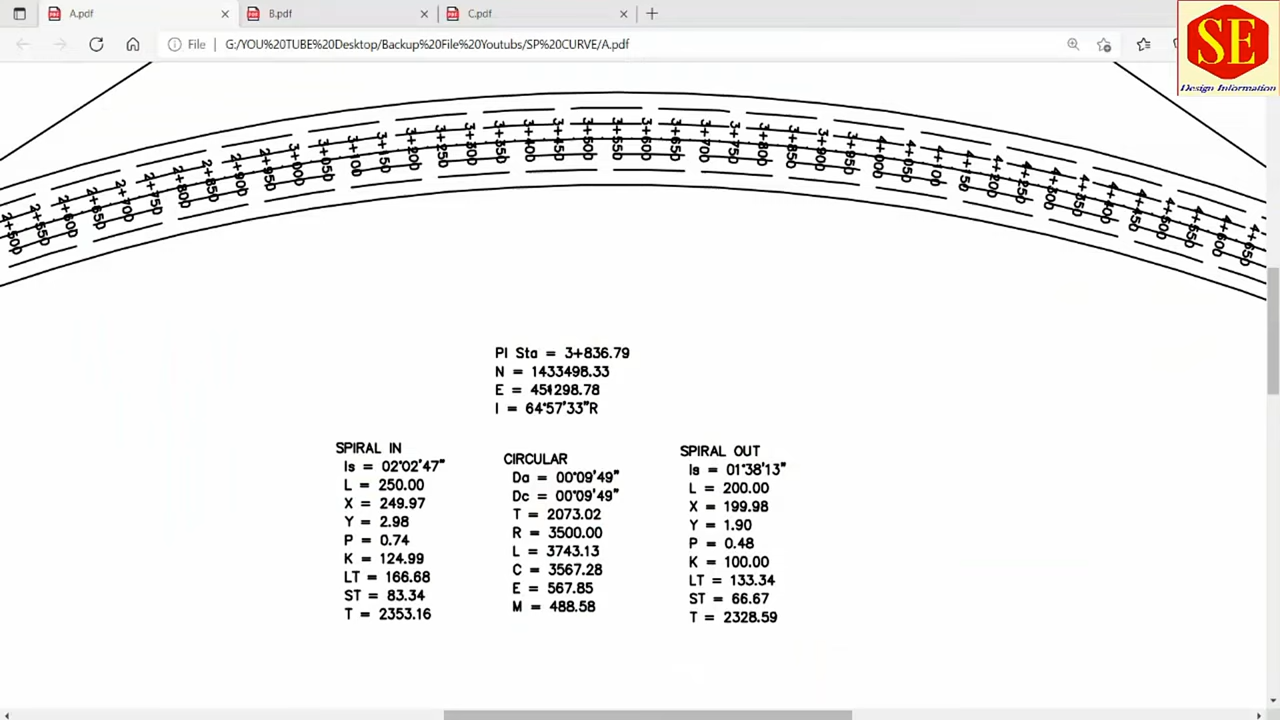 A.pdf
B.pdf
C.pdf
File
G:/YOU%20TUBE%20Desktop/Backup%20File%20Youtubs/SP%20CURVE/A.pdf
SE
Design Information
2+500
2+550
2+600
2+650
2+700
2+750
2+800
2+850
2+900
2+950
3+000
3+050
3+100
3+150
3+200
3+250
3+300
3+350
3+400
3+450
3+500
3+550
3+600
3+650
3+700
3+750
3+800
3+850
3+900
3+950
4+000
4+050
4+100
4+150
4+200
4+250
4+300
4+350
4+400
4+450
4+500
4+550
4+600
4+650
PI Sta = 3+836.79
N = 1433498.33
E = 451298.78
I = 64°57'33"R
SPIRAL IN
Is = 02°02'47"
L = 250.00
X = 249.97
Y = 2.98
P = 0.74
K = 124.99
LT = 166.68
ST = 83.34
T = 2353.16
CIRCULAR
Da = 00°09'49"
Dc = 00°09'49"
T = 2073.02
R = 3500.00
L = 3743.13
C = 3567.28
E = 567.85
M = 488.58
SPIRAL OUT
Is = 01°38'13"
L = 200.00
X = 199.98
Y = 1.90
P = 0.48
K = 100.00
LT = 133.34
ST = 66.67
T = 2328.59